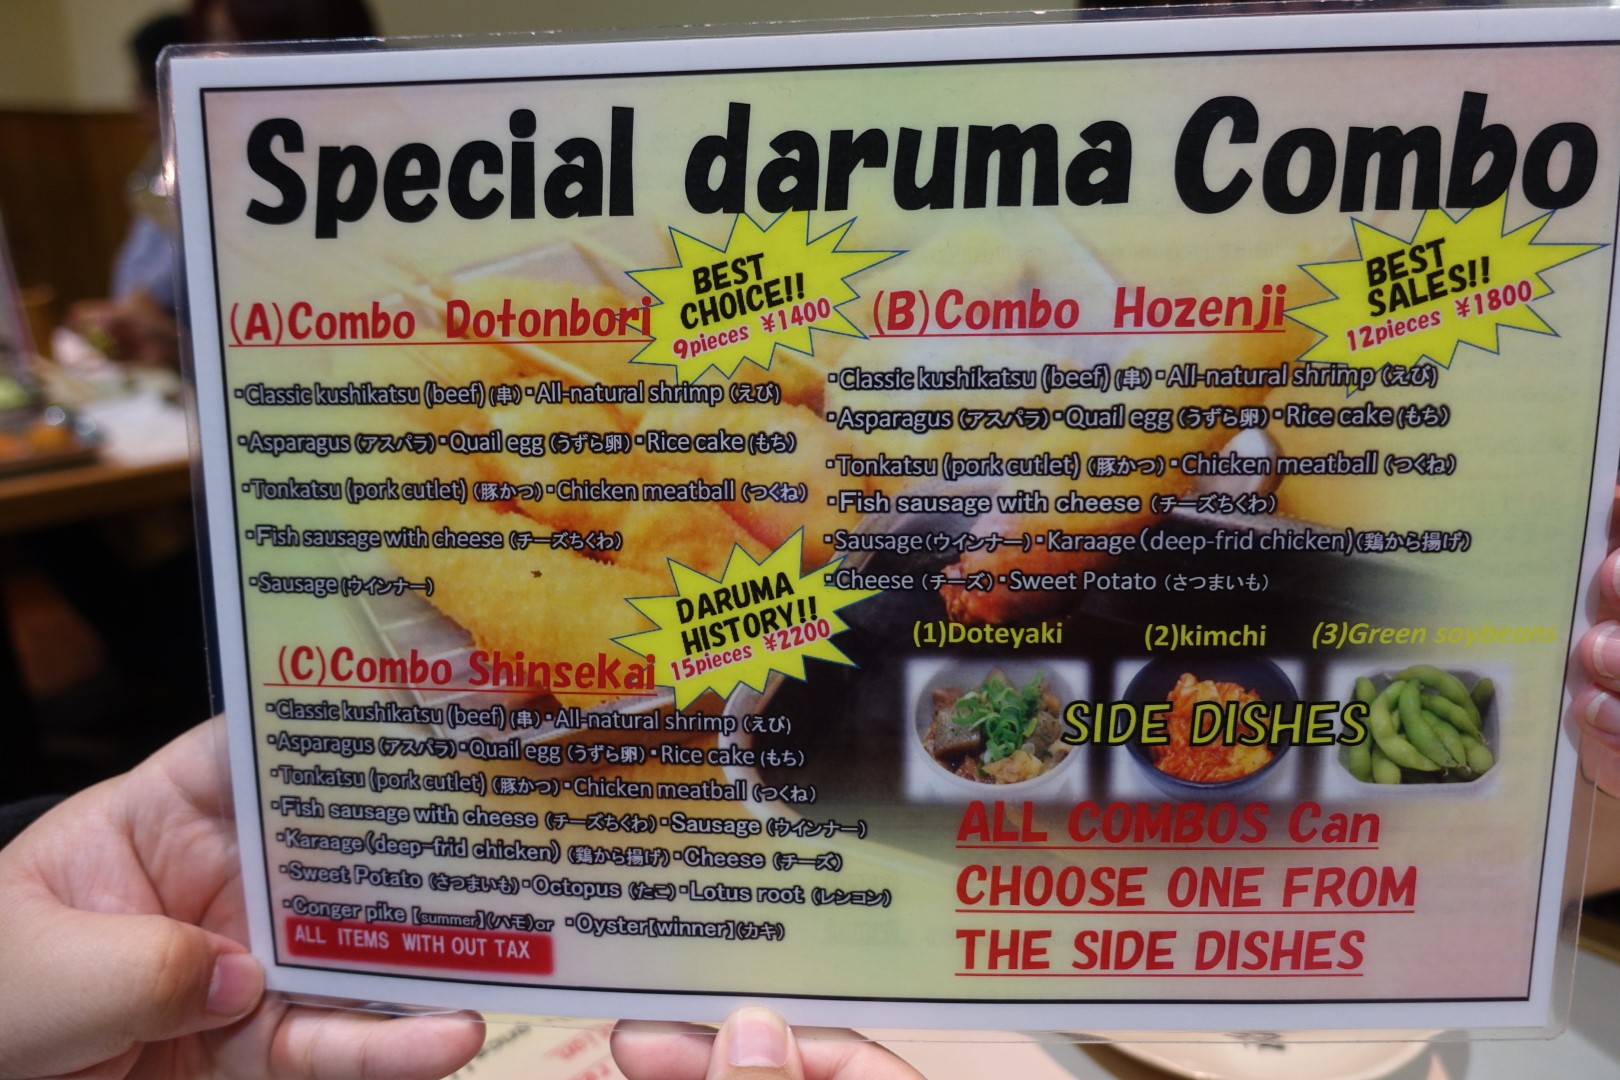 Special daruma Combo
(A)Combo Dotonbori
BEST
CHOICE!!
9pieces ¥1400
・Classic kushikatsu (beef) (串)・All-natural shrimp (えび)
・Asparagus (アスパラ)・Quail egg (うずら卵)・Rice cake (もち)
・Tonkatsu (pork cutlet) (豚かつ)・Chicken meatball (つくね)
・Fish sausage with cheese (チーズちくわ)
・Sausage (ウインナー)
(B)Combo Hozenji
BEST
SALES!!
12pieces ¥1800
・Classic kushikatsu (beef) (串)・All-natural shrimp (えび)
・Asparagus (アスパラ)・Quail egg (うずら卵)・Rice cake (もち)
・Tonkatsu (pork cutlet) (豚かつ)・Chicken meatball (つくね)
・Fish sausage with cheese (チーズちくわ)
・Sausage(ウインナー)・Karaage(deep-frid chicken)(鶏から揚げ)
・Cheese (チーズ)・Sweet Potato (さつまいも)
(C)Combo Shinsekai
DARUMA
HISTORY!!
15pieces ¥2200
・Classic kushikatsu (beef) (串)・All-natural shrimp (えび)
・Asparagus (アスパラ)・Quail egg (うずら卵)・Rice cake (もち)
・Tonkatsu (pork cutlet) (豚かつ)・Chicken meatball (つくね)
・Fish sausage with cheese (チーズちくわ)・Sausage (ウインナー)
・Karaage(deep-frid chicken) (鶏から揚げ)・Cheese (チーズ)
・Sweet Potato (さつまいも)・Octopus (たこ)・Lotus root (レンコン)
・Conger pike [summer](ハモ)or ・Oyster[winner](カキ)
ALL ITEMS WITH OUT TAX
(1)Doteyaki (2)kimchi (3)Green soybeans
SIDE DISHES
ALL COMBOS Can
CHOOSE ONE FROM
THE SIDE DISHES